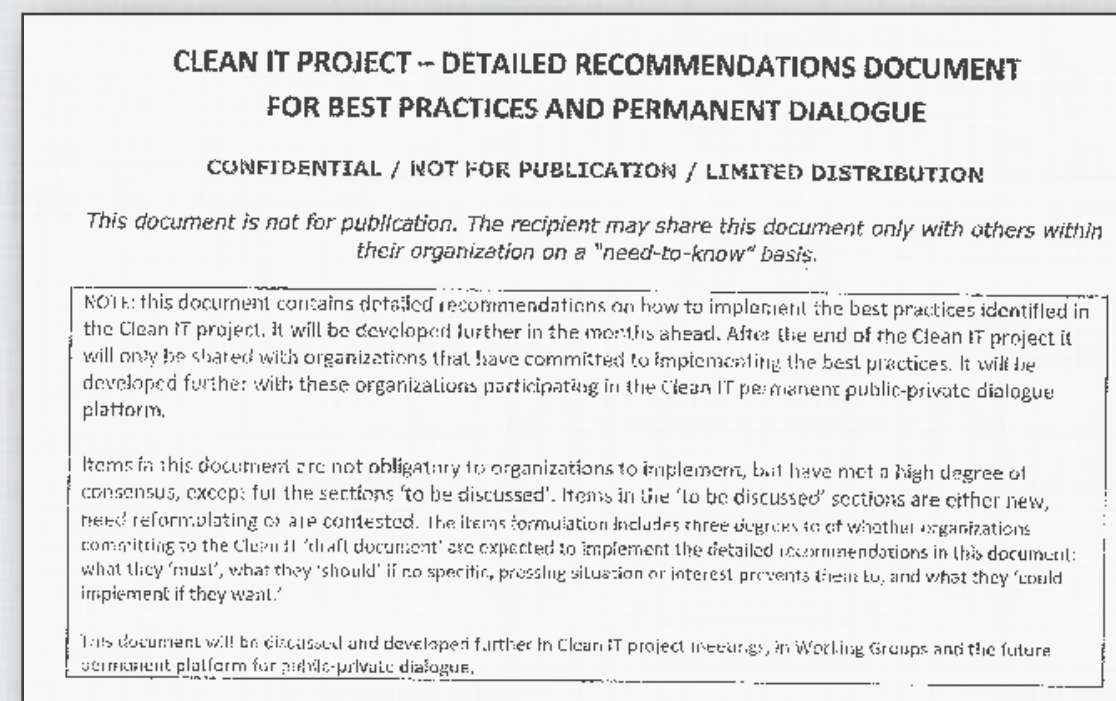 CLEAN IT PROJECT – DETAILED RECOMMENDATIONS DOCUMENT
FOR BEST PRACTICES AND PERMANENT DIALOGUE
CONFIDENTIAL / NOT FOR PUBLICATION / LIMITED DISTRIBUTION
This document is not for publication. The recipient may share this document only with others within
their organization on a "need-to-know" basis.
NOTE: this document contains detailed recommendations on how to implement the best practices identified in
the Clean IT project. It will be developed further in the months ahead. After the end of the Clean IT project it
will only be shared with organizations that have committed to implementing the best practices. It will be
developed further with these organizations participating in the Clean IT permanent public-private dialogue
platform.
Items in this document are not obligatory to organizations to implement, but have met a high degree of
consensus, except for the sections 'to be discussed'. Items in the 'to be discussed' sections are either new,
need reformulating or are contested. The items formulation includes three degrees to of whether organizations
committing to the Clean IT 'draft document' are expected to implement the detailed recommendations in this document:
what they 'must', what they 'should' if no specific, pressing situation or interest prevents them to, and what they 'could
implement if they want.'
This document will be discussed and developed further in Clean IT project meetings, in Working Groups and the future
permanent platform for public-private dialogue.